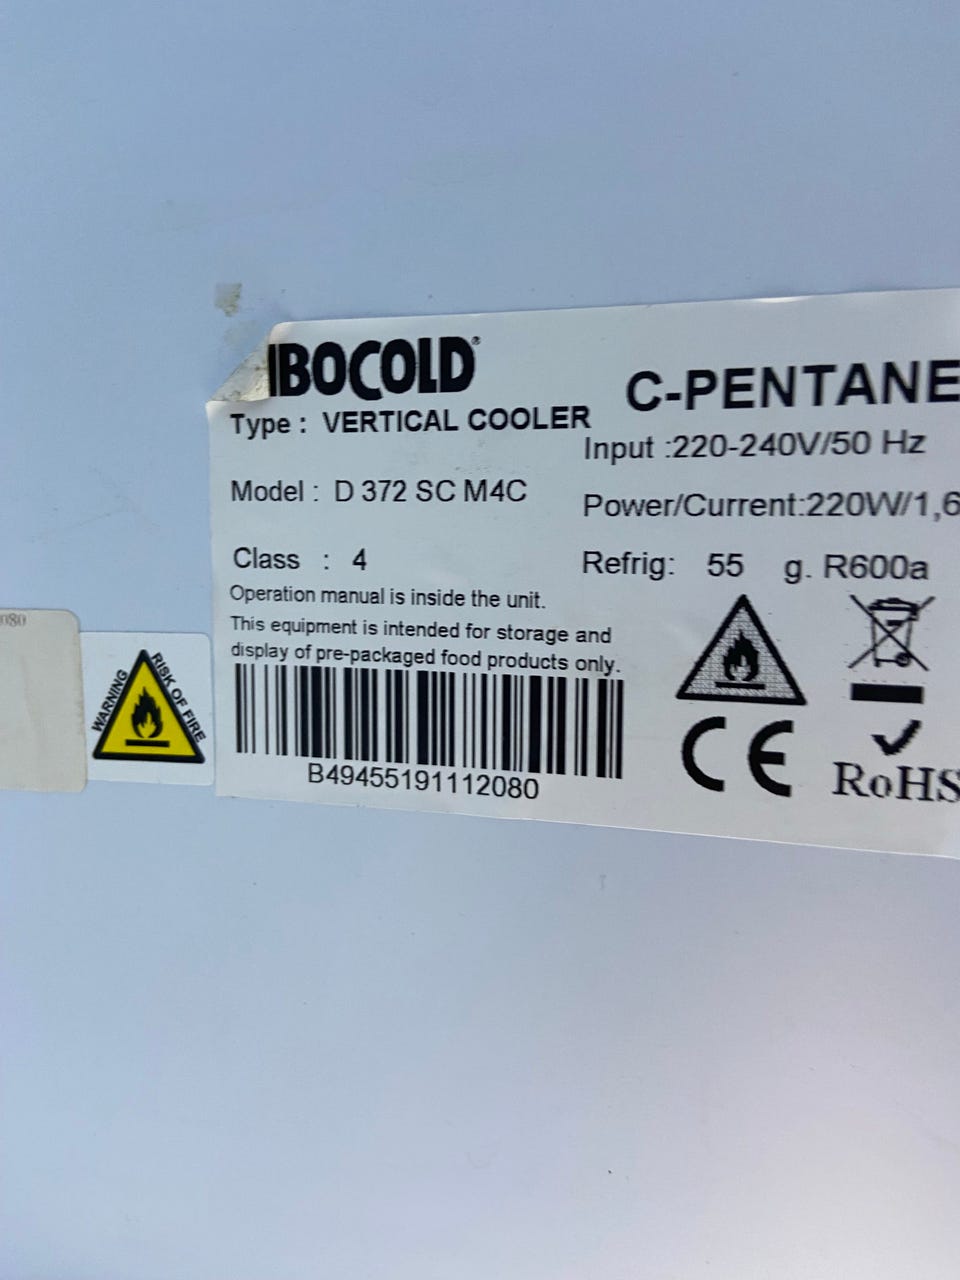 BOCOLD®
C-PENTANE
Type : VERTICAL COOLER
Input :220-240V/50 Hz
Model : D 372 SC M4C
Power/Current:220W/1,6
Class : 4
Refrig: 55 g. R600a
Operation manual is inside the unit.
This equipment is intended for storage and
display of pre-packaged food products only.
B49455191112080
CE
RoHS
WARNING
RISK OF FIRE
080